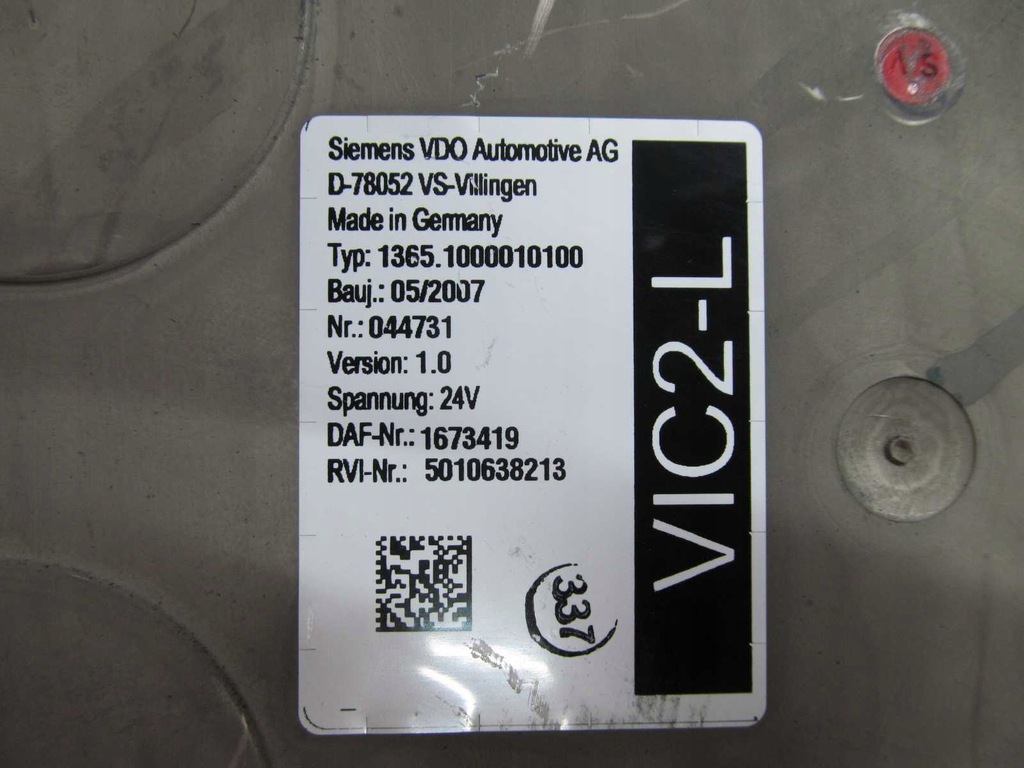 Siemens VDO Automotive AG
D-78052 VS-Villingen
Made in Germany
Typ: 1365.1000010100
Bauj.: 05/2007
Nr.: 044731
Version: 1.0
Spannung: 24V
DAF-Nr.: 1673419
RVI-Nr.: 5010638213
VIC2-L
337